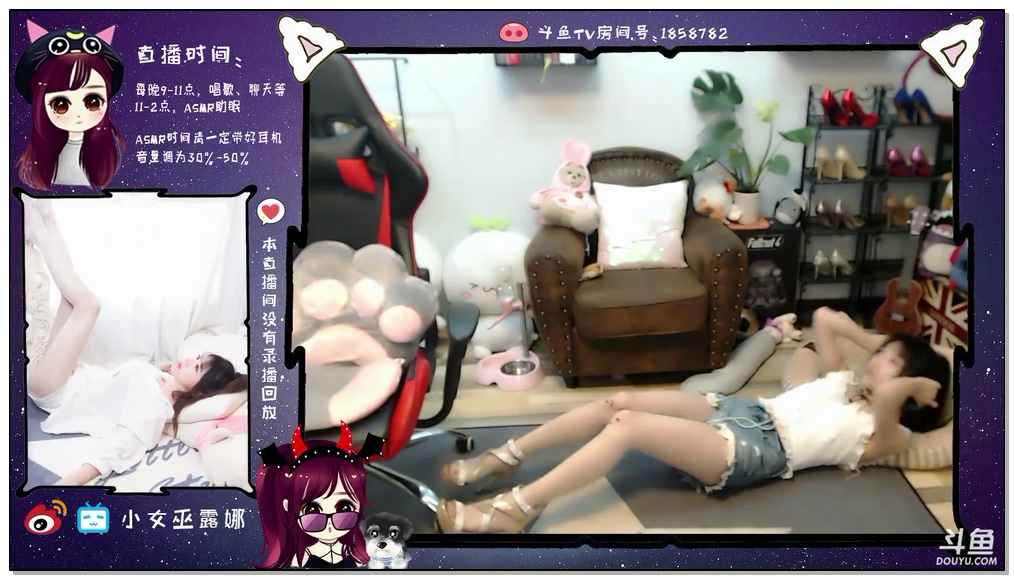 直播时间:
每晚9-11点，唱歌、聊天等
11-2点，ASMR助眠
ASMR时间请一定带好耳机
音量调为30%-50%
斗鱼TV房间号:1858782
本直播间没有录播回放
Fallout 4
小女巫露娜
斗鱼
DOUYU.COM